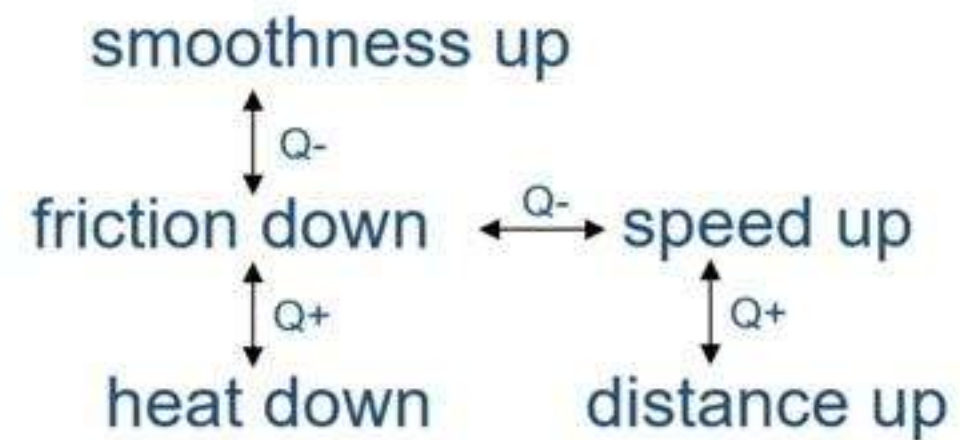 smoothness up
Q-
friction down
Q-
speed up
Q+
Q+
heat down
distance up